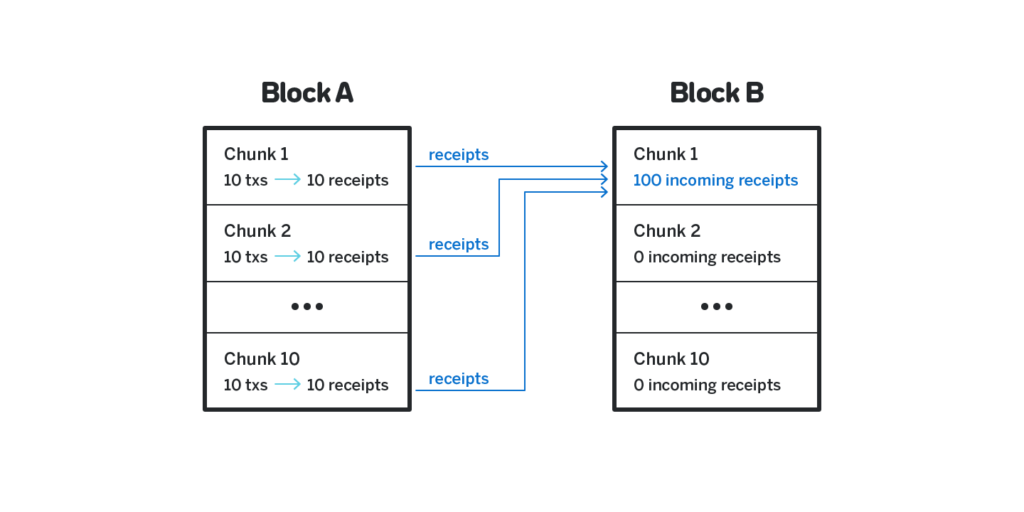 Block A
Chunk 1
10 txs → 10 receipts
Chunk 2
10 txs → 10 receipts
•••
Chunk 10
10 txs → 10 receipts
receipts
receipts
receipts
Block B
Chunk 1
100 incoming receipts
Chunk 2
0 incoming receipts
•••
Chunk 10
0 incoming receipts